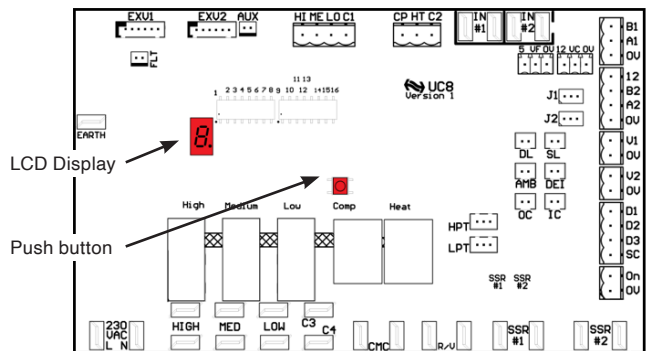 EXV1 EXV2 AUX HI ME LO C1 CP HT C2 IN #1 IN #2
FLT
5 VF 0V 12 VC 0V
B1
A1
0V
12
B2
A2
0V
V1
0V
V2
0V
D1
D2
D3
SC
On
0V
11 13
1 2 3 4 5 6 7 8 9 10 12 14 15 16
UC8
Version 1
J1
J2
EARTH
8.
LCD Display
DL SL
AMB DEI
OC IC
Push button
High Medium Low Comp Heat
HPT
LPT
SSR #1 SSR #2
230 VAC L N
HIGH MED LOW C3
C4
CMC R/V SSR #1 SSR #2